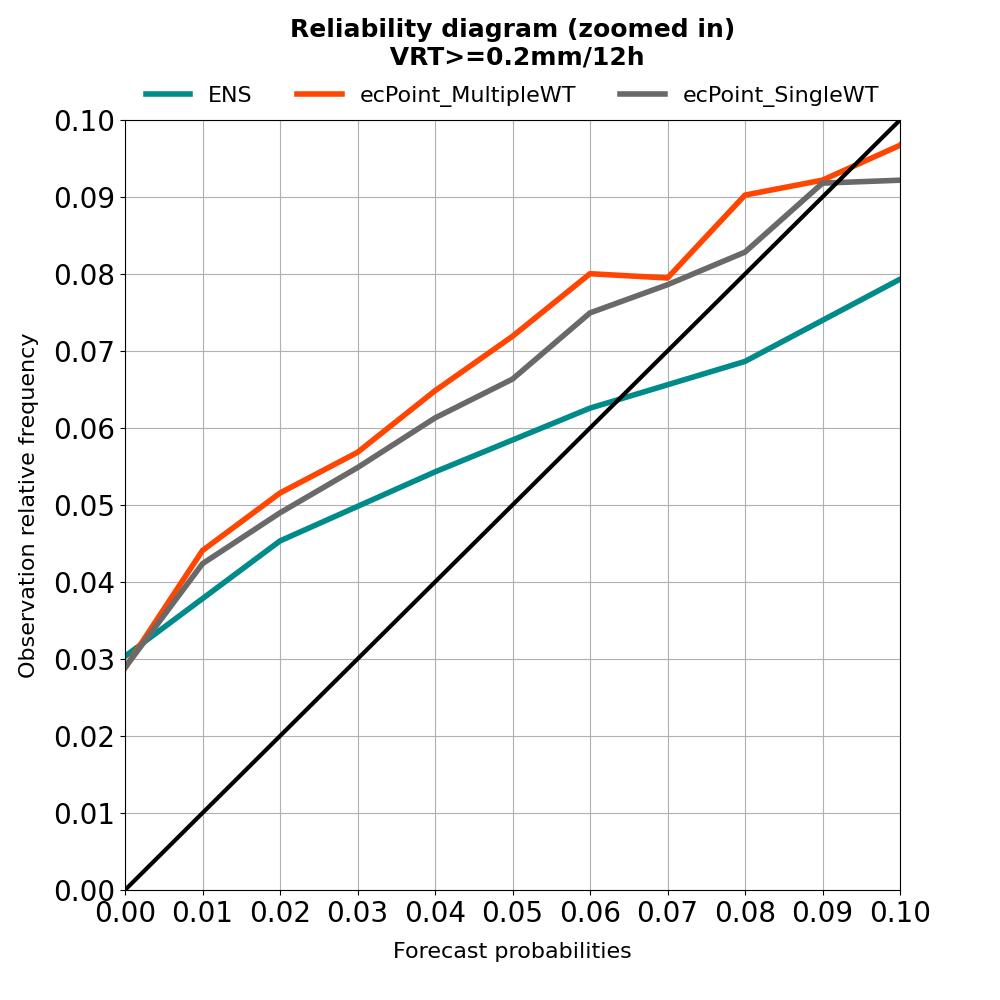 Reliability diagram (zoomed in)
VRT>=0.2mm/12h
ENS ecPoint_MultipleWT ecPoint_SingleWT
0.10
0.09
0.08
0.07
0.06
0.05
0.04
0.03
0.02
0.01
0.00
Observation relative frequency
0.00 0.01 0.02 0.03 0.04 0.05 0.06 0.07 0.08 0.09 0.10
Forecast probabilities